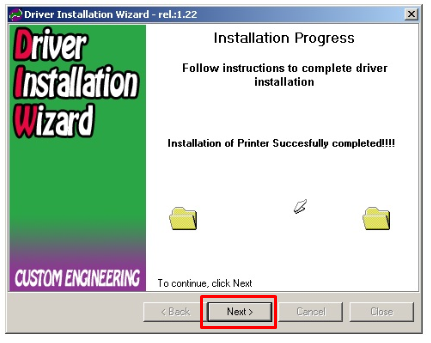 Driver Installation Wizard - rel.:1.22
Driver
Installation
Wizard
CUSTOM ENGINEERING
Installation Progress
Follow instructions to complete driver
installation
Installation of Printer Succesfully completed!!!!
To continue, click Next
< Back
Next >
Cancel
Close